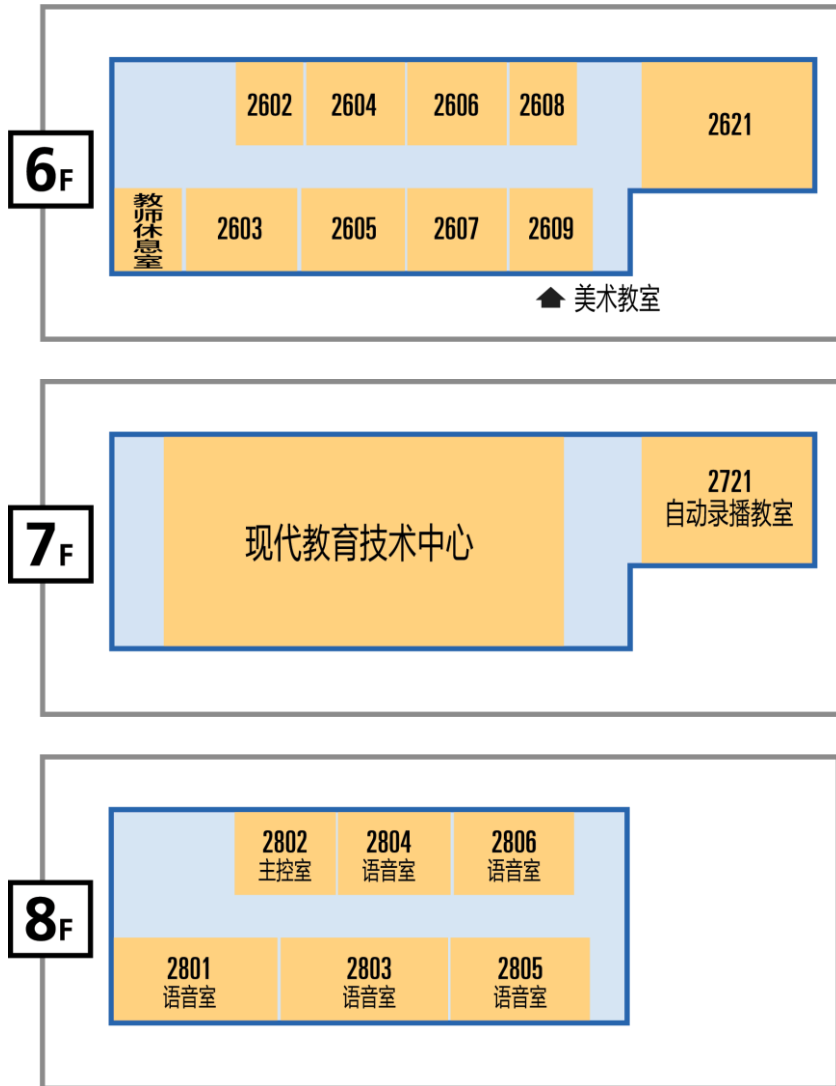 6F
2602 2604 2606 2608 2621
教师休息室 2603 2605 2607 2609
美术教室
7F
现代教育技术中心
2721
自动录播教室
8F
2802 2804 2806
主控室 语音室 语音室
2801 2803 2805
语音室 语音室 语音室